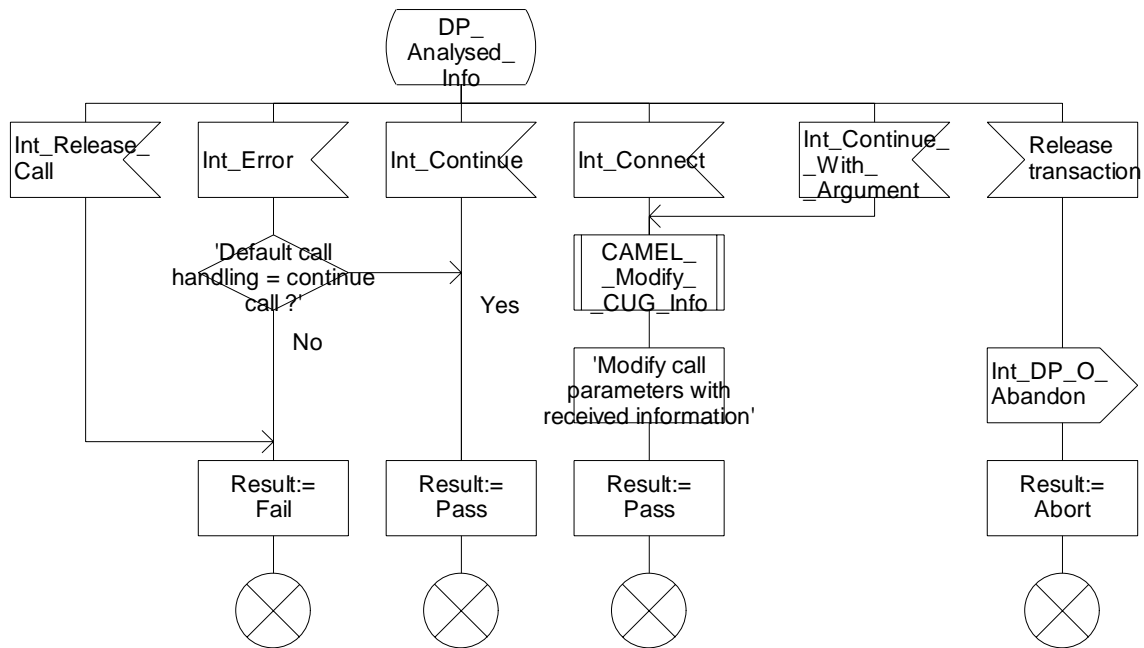 DP_
Analysed_
Info
Int_Release_
Call
Int_Error
Int_Continue
Int_Connect
Int_Continue_
_With_
_Argument
Release
transaction
'Default call
handling = continue
call ?'
Yes
No
CAMEL_
_Modify_
_CUG_Info
'Modify call
parameters with
received information'
Int_DP_O_
Abandon
Result:=
Fail
Result:=
Pass
Result:=
Pass
Result:=
Abort